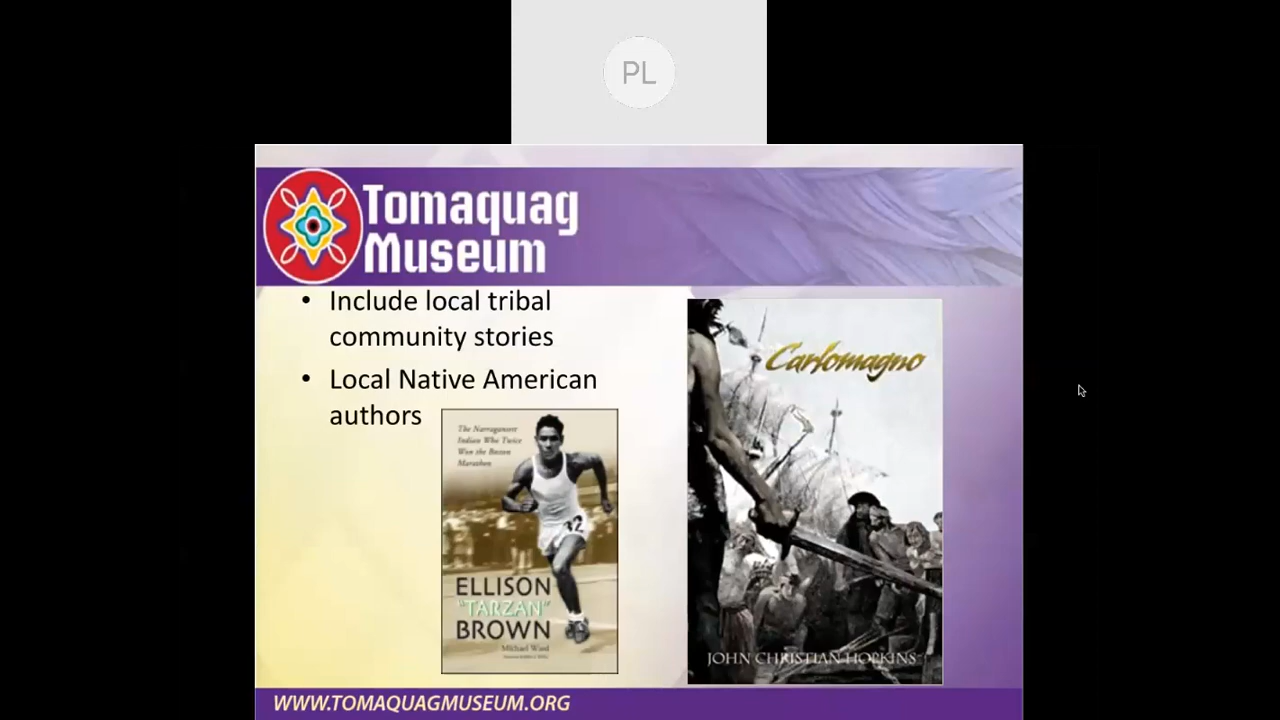 PL
Tomaquag
Museum
• Include local tribal
community stories
• Local Native American
authors
The Narragansett
Indian Who Twice
Won the Boston
Marathon
32
ELLISON
"TARZAN"
BROWN
Michael Ward
Carlomagno
JOHN CHRISTIAN HOPKINS
WWW.TOMAQUAGMUSEUM.ORG